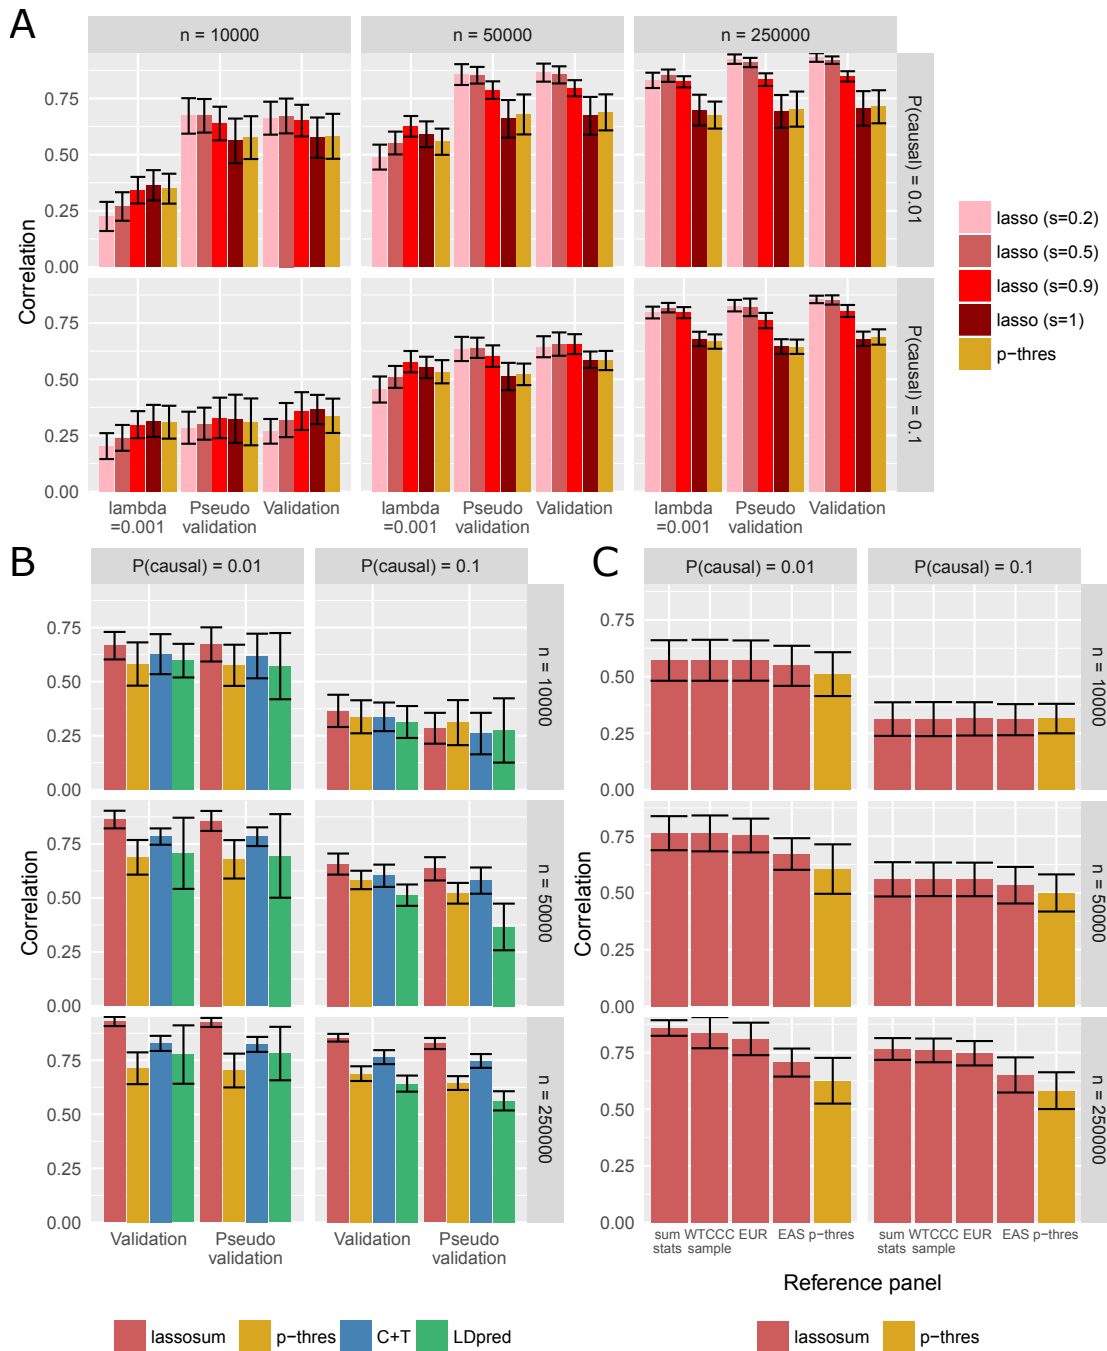 A
n = 10000
n = 50000
n = 250000
Correlation
0.75
0.50
0.25
0.00
P(causal) = 0.01
0.75
0.50
0.25
0.00
P(causal) = 0.1
lambda
=0.001
Pseudo
validation
Validation
lambda
=0.001
Pseudo
validation
Validation
lambda
=0.001
Pseudo
validation
Validation
lasso (s=0.2)
lasso (s=0.5)
lasso (s=0.9)
lasso (s=1)
p−thres
B
P(causal) = 0.01
P(causal) = 0.1
Correlation
0.75
0.50
0.25
0.00
n = 10000
0.75
0.50
0.25
0.00
n = 50000
0.75
0.50
0.25
0.00
n = 250000
Validation
Pseudo
validation
Validation
Pseudo
validation
lassosum
p−thres
C+T
LDpred
C
P(causal) = 0.01
P(causal) = 0.1
Correlation
0.75
0.50
0.25
0.00
n = 10000
0.75
0.50
0.25
0.00
n = 50000
0.75
0.50
0.25
0.00
n = 250000
sum
stats
WTCCC
sample
EUR
EAS
p−thres
sum
stats
WTCCC
sample
EUR
EAS
p−thres
Reference panel
lassosum
p−thres